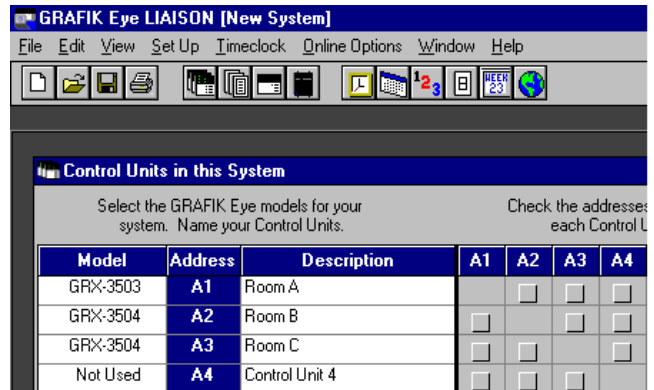 GRAFIK Eye LIAISON [New System]
File Edit View Set Up Timeclock Online Options Window Help
123 WEEK 23
Control Units in this System
Select the GRAFIK Eye models for your Check the addresses
system. Name your Control Units. each Control
Model Address Description A1 A2 A3 A4
GRX-3503 A1 Room A
GRX-3504 A2 Room B
GRX-3504 A3 Room C
Not Used A4 Control Unit 4